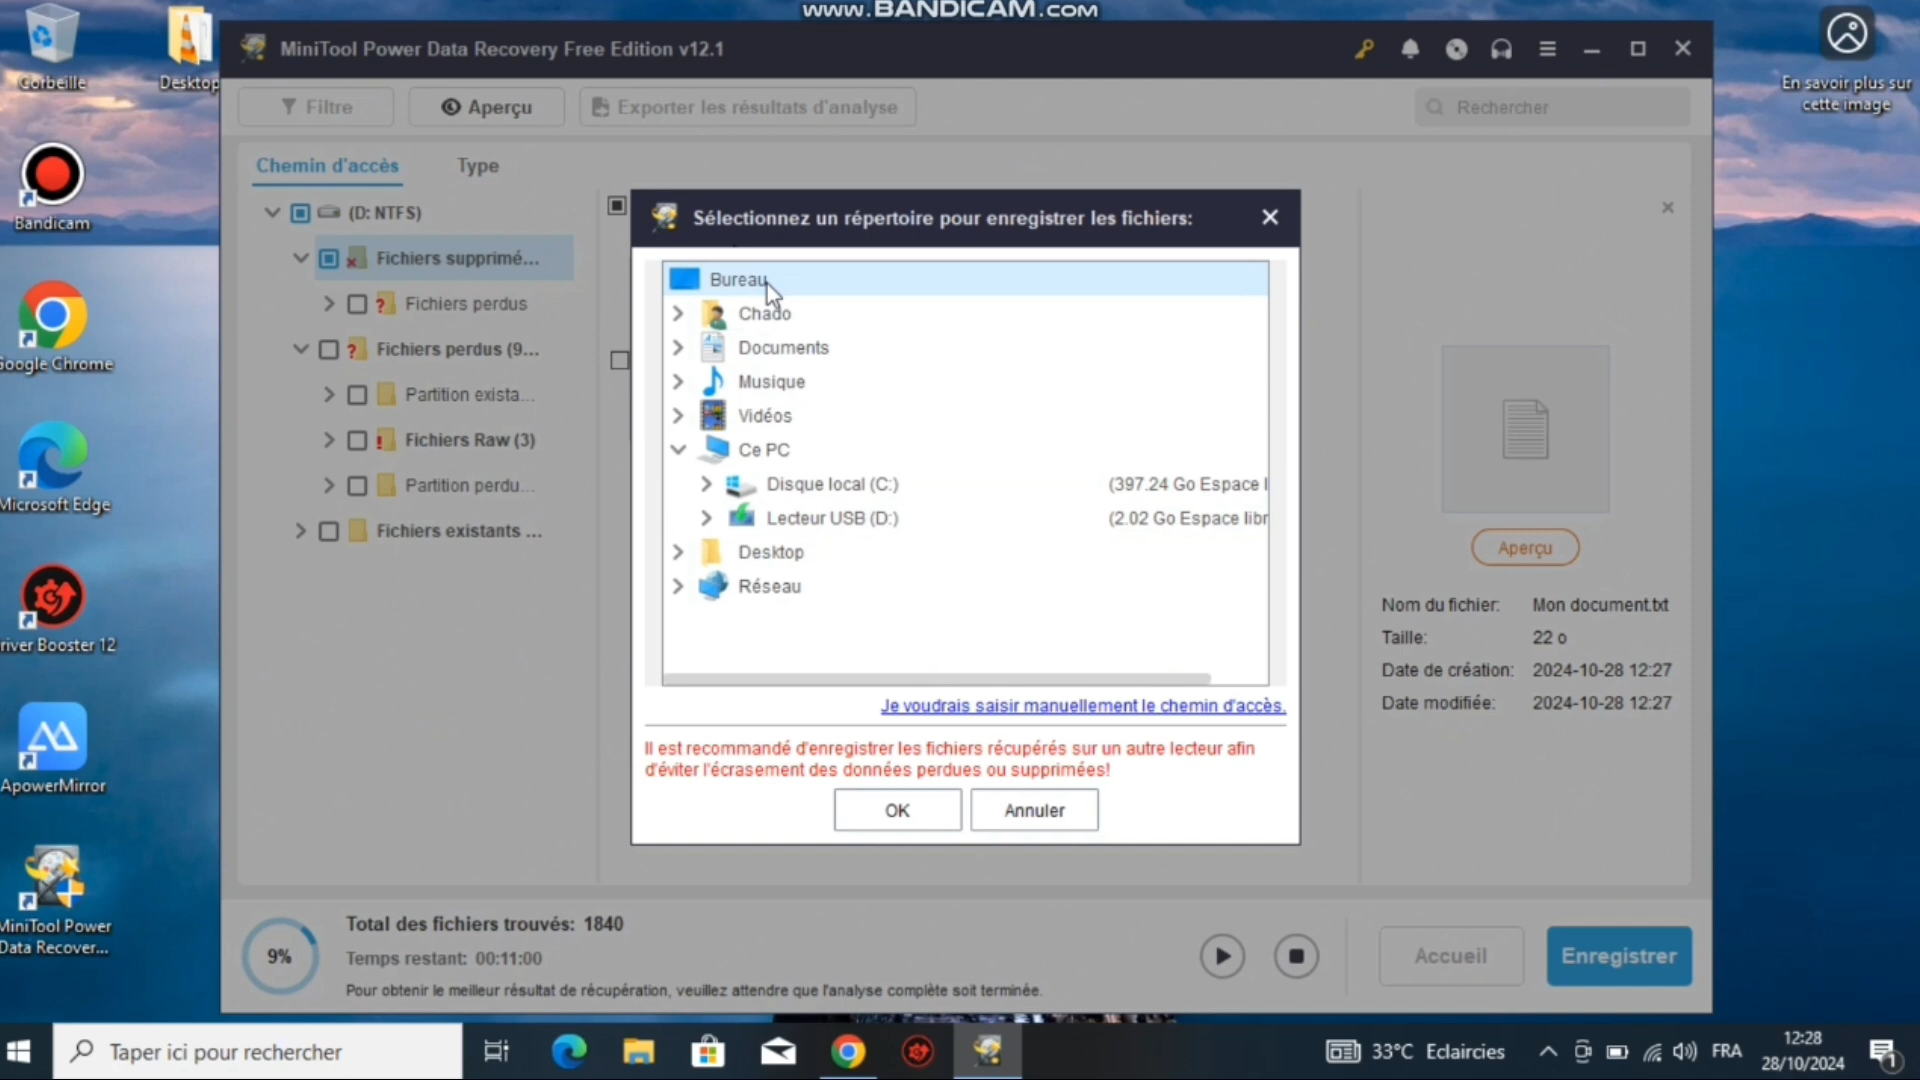 www.BANDICAM.com
Corbeille
Desktop
En savoir plus sur
cette image
MiniTool Power Data Recovery Free Edition v12.1
Filtre
Aperçu
Exporter les résultats d'analyse
Rechercher
Chemin d'accès
Type
(D: NTFS)
Fichiers supprimé...
Fichiers perdus
Fichiers perdus (9...
Partition exista...
Fichiers Raw (3)
Partition perdu...
Fichiers existants ...
Bandicam
Google Chrome
Microsoft Edge
river Booster 12
ApowerMirror
MiniTool Power
Data Recover...
Sélectionnez un répertoire pour enregistrer les fichiers:
Bureau
Chado
Documents
Musique
Vidéos
Ce PC
Disque local (C:) (397.24 Go Espace l
Lecteur USB (D:) (2.02 Go Espace libr
Desktop
Réseau
Je voudrais saisir manuellement le chemin d'accès.
Il est recommandé d'enregistrer les fichiers récupérés sur un autre lecteur afin
d'éviter l'écrasement des données perdues ou supprimées!
OK
Annuler
Aperçu
Nom du fichier: Mon document.txt
Taille: 22 o
Date de création: 2024-10-28 12:27
Date modifiée: 2024-10-28 12:27
9%
Total des fichiers trouvés: 1840
Temps restant: 00:11:00
Pour obtenir le meilleur résultat de récupération, veuillez attendre que l'analyse complète soit terminée.
Accueil
Enregistrer
Taper ici pour rechercher
33°C Eclaircies
FRA
12:28
28/10/2024
1